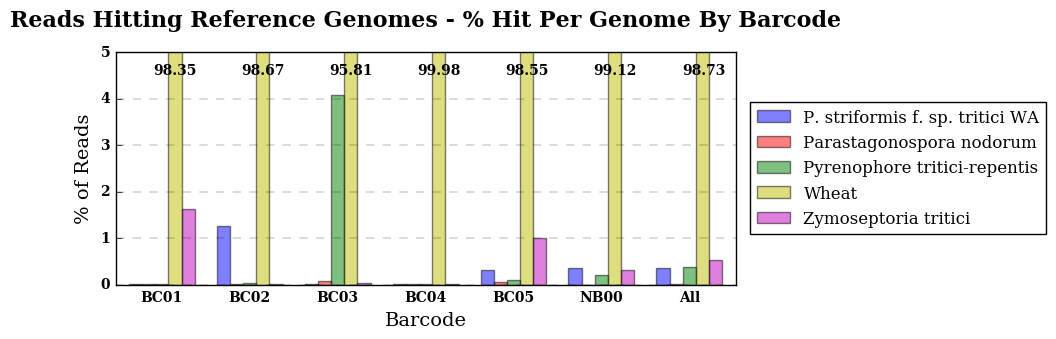 Reads Hitting Reference Genomes - % Hit Per Genome By Barcode
5
98.35 98.67 95.81 99.98 98.55 99.12 98.73
4
3
2
1
0
% of Reads
BC01 BC02 BC03 BC04 BC05 NB00 All
Barcode
P. striformis f. sp. tritici WA
Parastagonospora nodorum
Pyrenophore tritici-repentis
Wheat
Zymoseptoria tritici